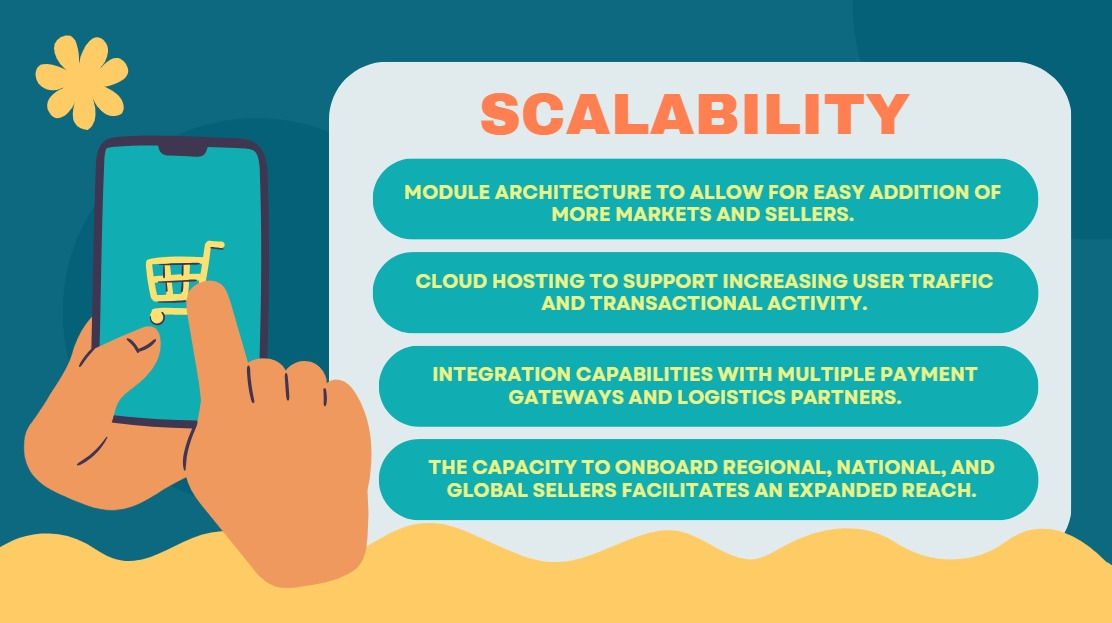 SCALABILITY
MODULE ARCHITECTURE TO ALLOW FOR EASY ADDITION OF
MORE MARKETS AND SELLERS.
CLOUD HOSTING TO SUPPORT INCREASING USER TRAFFIC
AND TRANSACTIONAL ACTIVITY.
INTEGRATION CAPABILITIES WITH MULTIPLE PAYMENT
GATEWAYS AND LOGISTICS PARTNERS.
THE CAPACITY TO ONBOARD REGIONAL, NATIONAL, AND
GLOBAL SELLERS FACILITATES AN EXPANDED REACH.